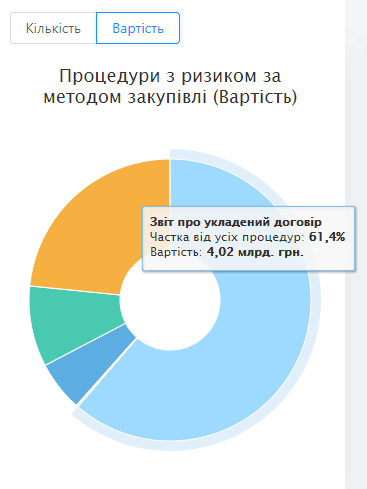 Кількість
Вартість
Процедури з ризиком за
методом закупівлі (Вартість)
Звіт про укладений договір
Частка від усіх процедур: 61,4%
Вартість: 4,02 млрд. грн.